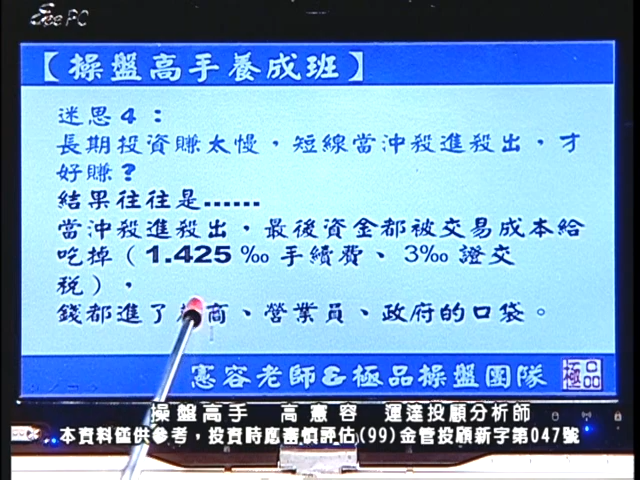 Eee PC
【操盤高手養成班】
迷思4：
長期投資賺太慢，短線當沖殺進殺出，才
好賺？
結果往往是......
當沖殺進殺出，最後資金都被交易成本給
吃掉（1.425‰手續費、3‰證交
稅），
錢都進了 商、營業員、政府的口袋。
憲容老師&極品操盤團隊
極品
操盤高手 高憲容 運達投顧分析師
本資料僅供參考，投資時應審慎評估(99)金管投顧新字第047號